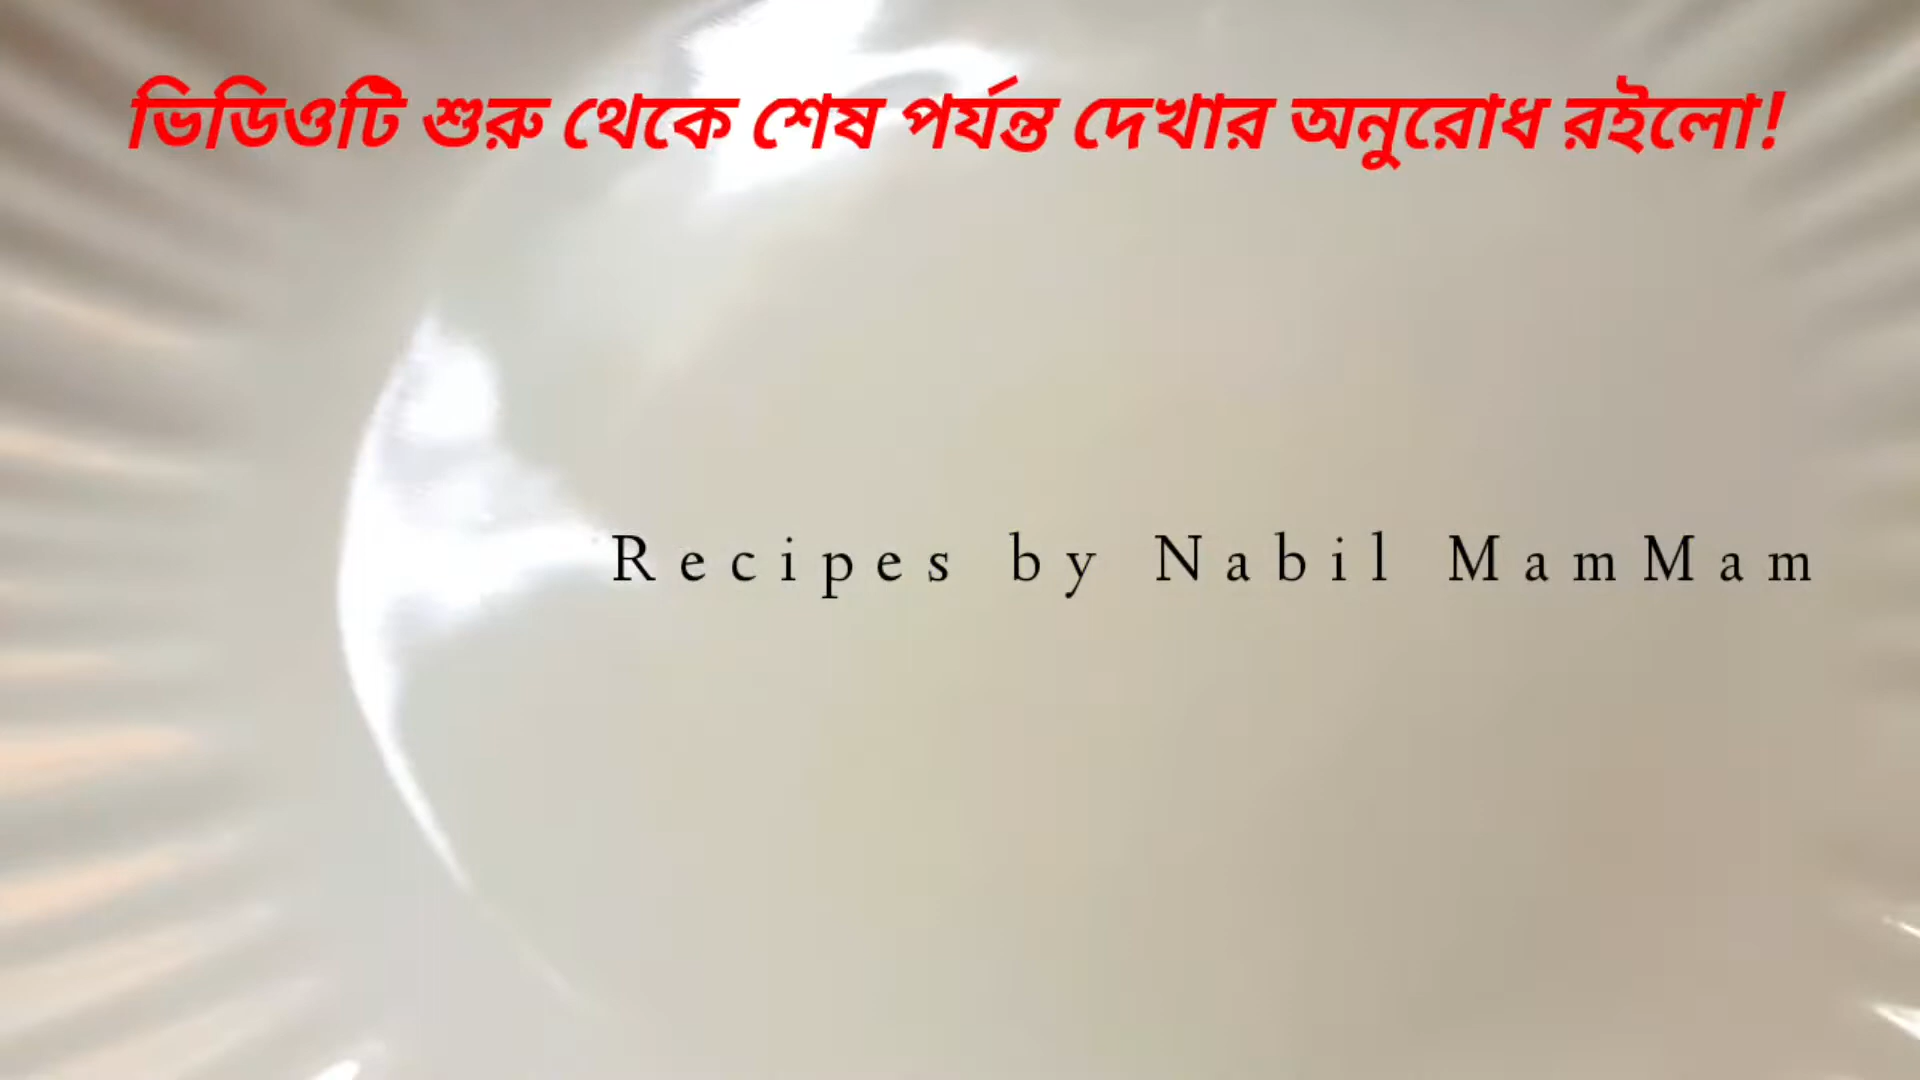 ভিডিওটি শুরু থেকে শেষ পর্যন্ত দেখার অনুরোধ রইলো!
Recipes by Nabil MamMam